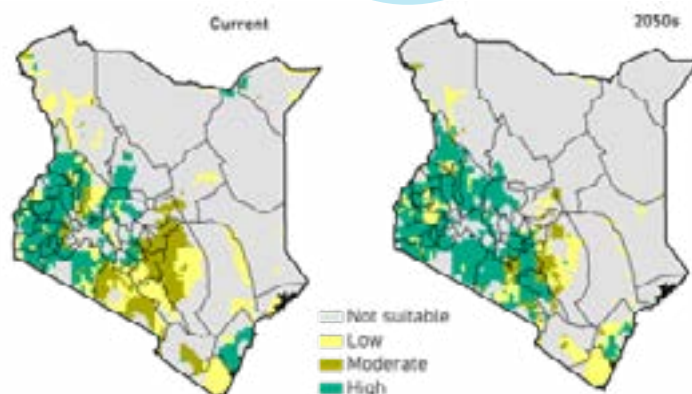 Current
2050s
Not suitable
Low
Moderate
High